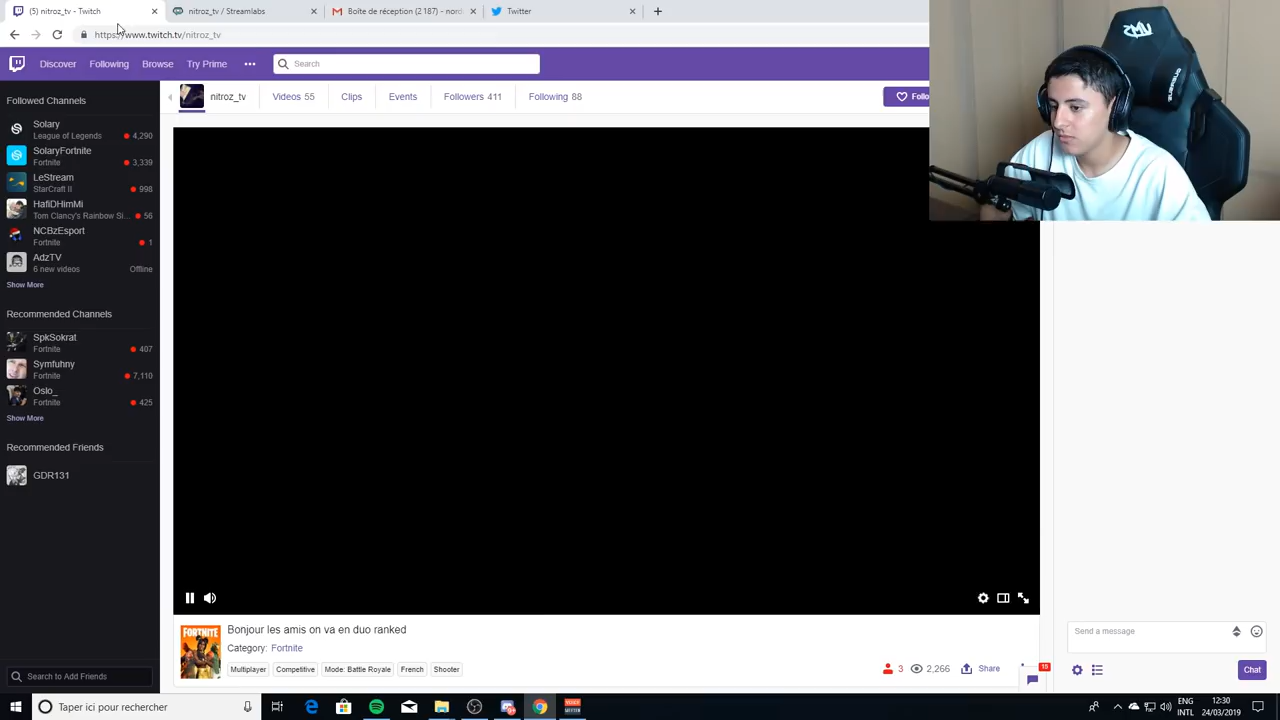 (5) nitroz_tv - Twitch
nitroz_tv / Streamlabs
Boîte de réception (2 187) - nord
Twitter
https://www.twitch.tv/nitroz_tv
Discover
Following
Browse
Try Prime
Search
Followed Channels
Solary
League of Legends
4,290
SolaryFortnite
Fortnite
3,339
LeStream
StarCraft II
998
HafiDHimMi
Tom Clancy's Rainbow Si...
56
NCBzEsport
Fortnite
1
AdzTV
6 new videos
Offline
Show More
Recommended Channels
SpkSokrat
Fortnite
407
Symfuhny
Fortnite
7,110
Oslo_
Fortnite
425
Show More
Recommended Friends
GDR131
Search to Add Friends
nitroz_tv
Videos 55
Clips
Events
Followers 411
Following 88
Follo
FORTNITE
Bonjour les amis on va en duo ranked
Category: Fortnite
Multiplayer
Competitive
Mode: Battle Royale
French
Shooter
3
2,266
Share
15
Send a message
Chat
Taper ici pour rechercher
ENG
INTL
12:30
24/03/2019